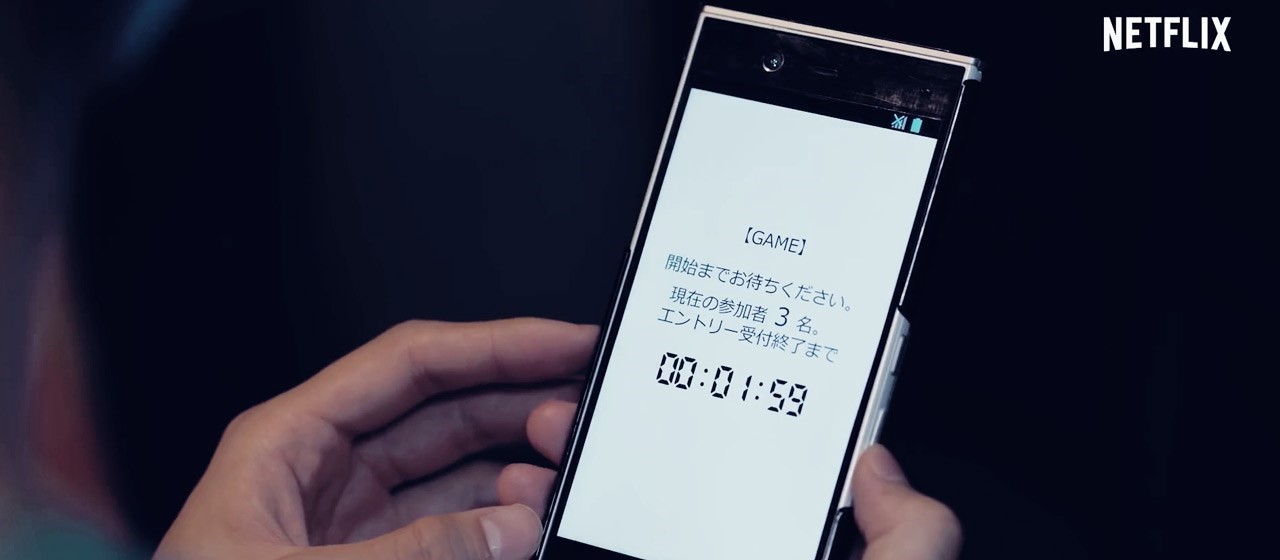 NETFLIX
【GAME】
開始までお待ちください。
現在の参加者 3 名。
エントリー受付終了まで
00:01:59